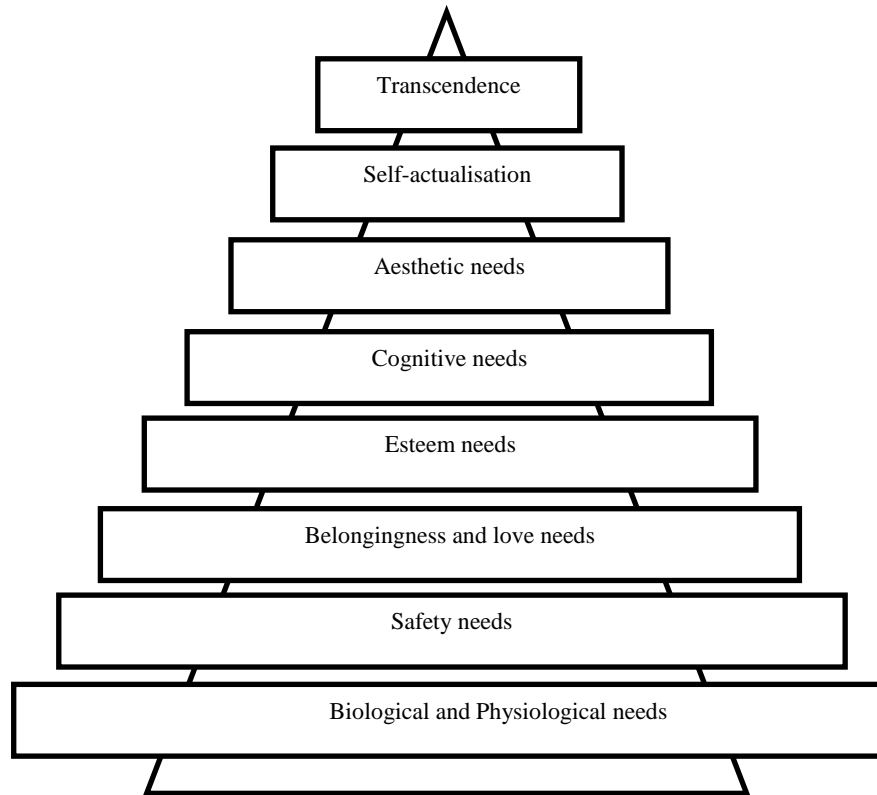 Transcendence
Self-actualisation
Aesthetic needs
Cognitive needs
Esteem needs
Belongingness and love needs
Safety needs
Biological and Physiological needs